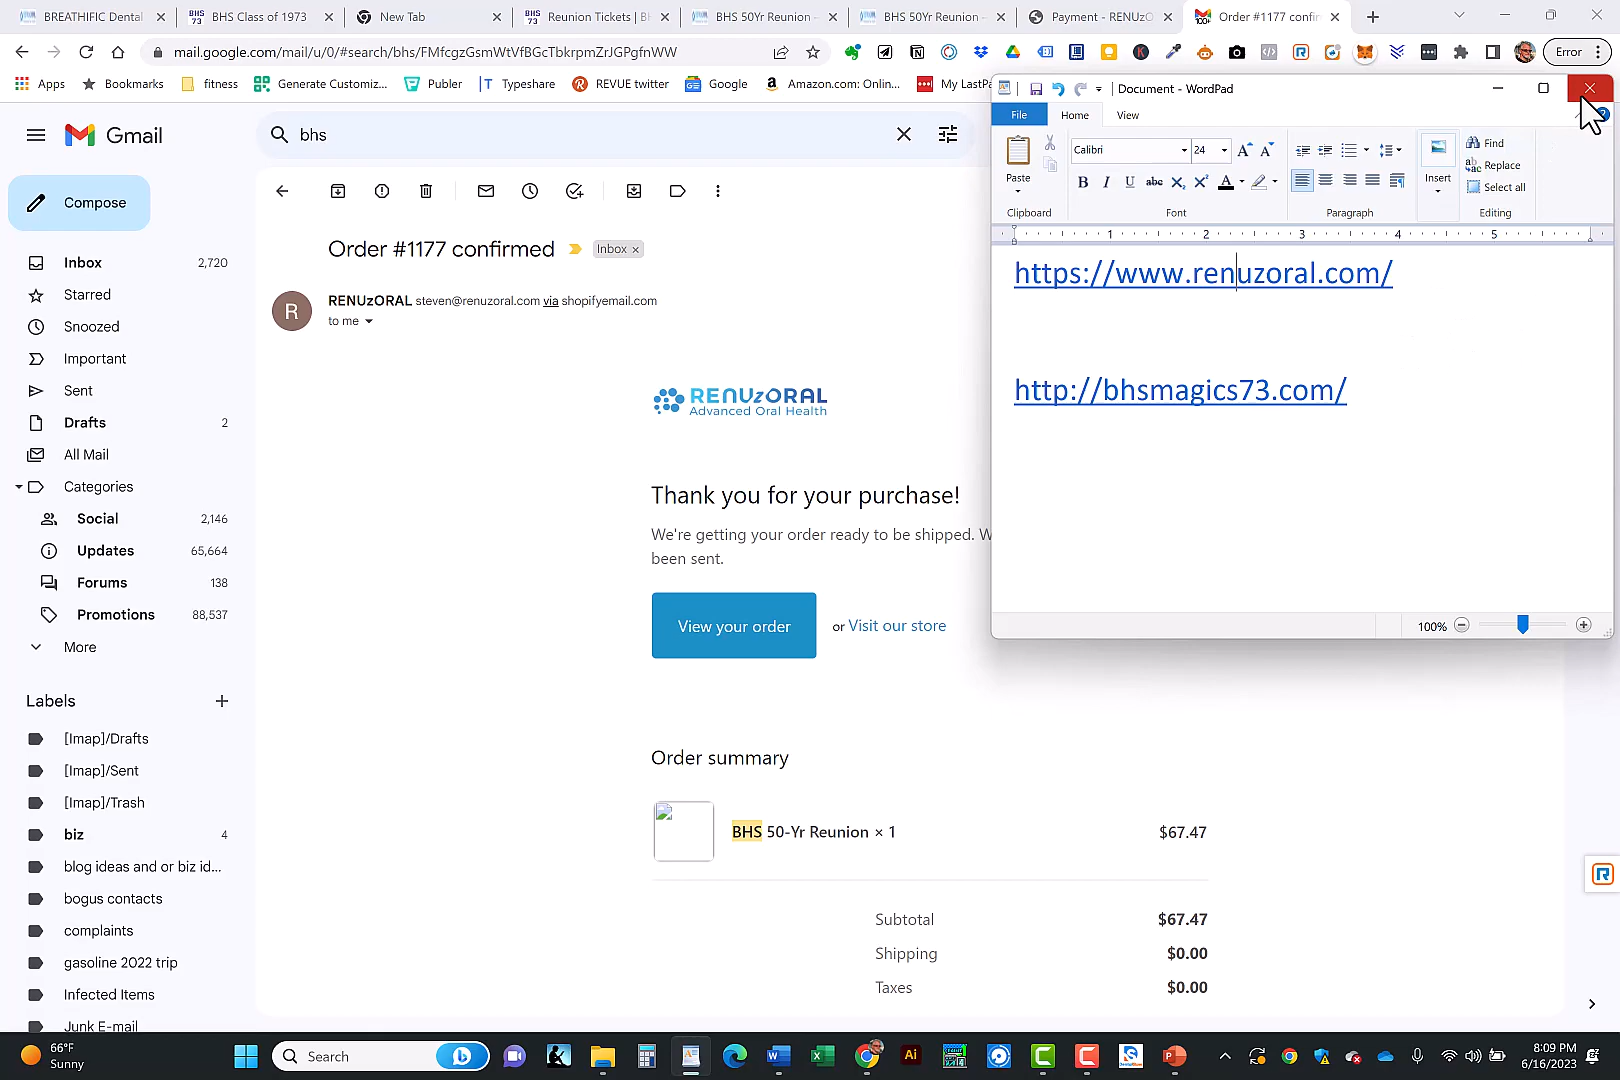 BREATHIFIC Dental
BHS Class of 1973
New Tab
Reunion Tickets | BH
BHS 50Yr Reunion –
BHS 50Yr Reunion –
Payment - RENUzO
Order #1177 confirm
mail.google.com/mail/u/0/#search/bhs/FMfcgzGsmWtVfBGcTbkrpmZrJGPgfnWW
Error
Apps
Bookmarks
fitness
Generate Customiz...
Publer
Typeshare
REVUE twitter
Google
Amazon.com: Onlin...
My LastPa
Document - WordPad
File
Home
View
Paste
Clipboard
Calibri
24
Font
Paragraph
Insert
Find
Replace
Select all
Editing
1 2 3 4 5
https://www.renuzoral.com/
http://bhsmagics73.com/
100%
Gmail
bhs
Compose
Inbox 2,720
Starred
Snoozed
Important
Sent
Drafts 2
All Mail
Categories
Social 2,146
Updates 65,664
Forums 138
Promotions 88,537
More
Labels
[Imap]/Drafts
[Imap]/Sent
[Imap]/Trash
biz 4
blog ideas and or biz id...
bogus contacts
complaints
gasoline 2022 trip
Infected Items
Junk E-mail
Order #1177 confirmed
Inbox x
R
RENUzORAL steven@renuzoral.com via shopifyemail.com
to me
RENUzORAL
Advanced Oral Health
Thank you for your purchase!
We're getting your order ready to be shipped. W
been sent.
View your order
or Visit our store
Order summary
BHS 50-Yr Reunion × 1 $67.47
Subtotal $67.47
Shipping $0.00
Taxes $0.00
66°F
Sunny
Search
8:09 PM
6/16/2023